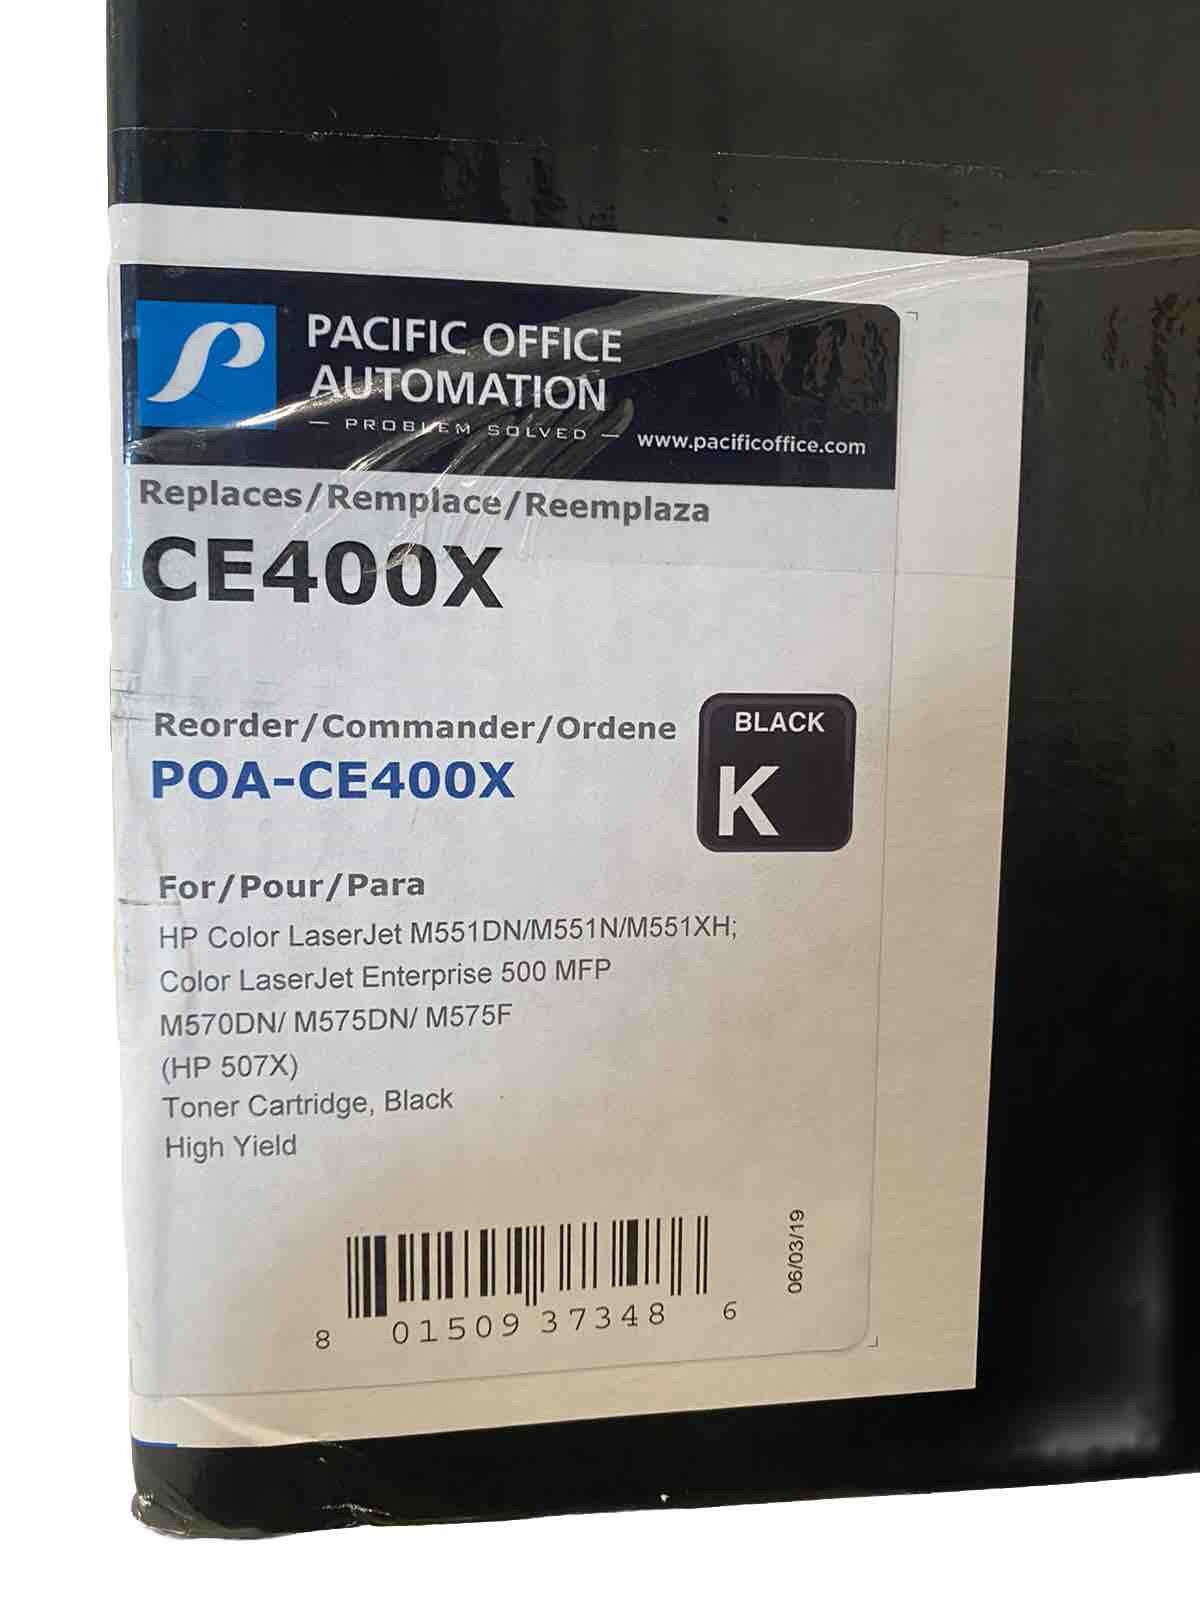 PACIFIC OFFICE
AUTOMATION
— PROBLEM SOLVED —
www.pacificoffice.com
Replaces/Remplace/Reemplaza
CE400X
Reorder/Commander/Ordene
POA-CE400X
BLACK
K
For/Pour/Para
HP Color LaserJet M551DN/M551N/M551XH;
Color LaserJet Enterprise 500 MFP
M570DN/ M575DN/ M575F
(HP 507X)
Toner Cartridge, Black
High Yield
06/03/19
8 01509 37348 6